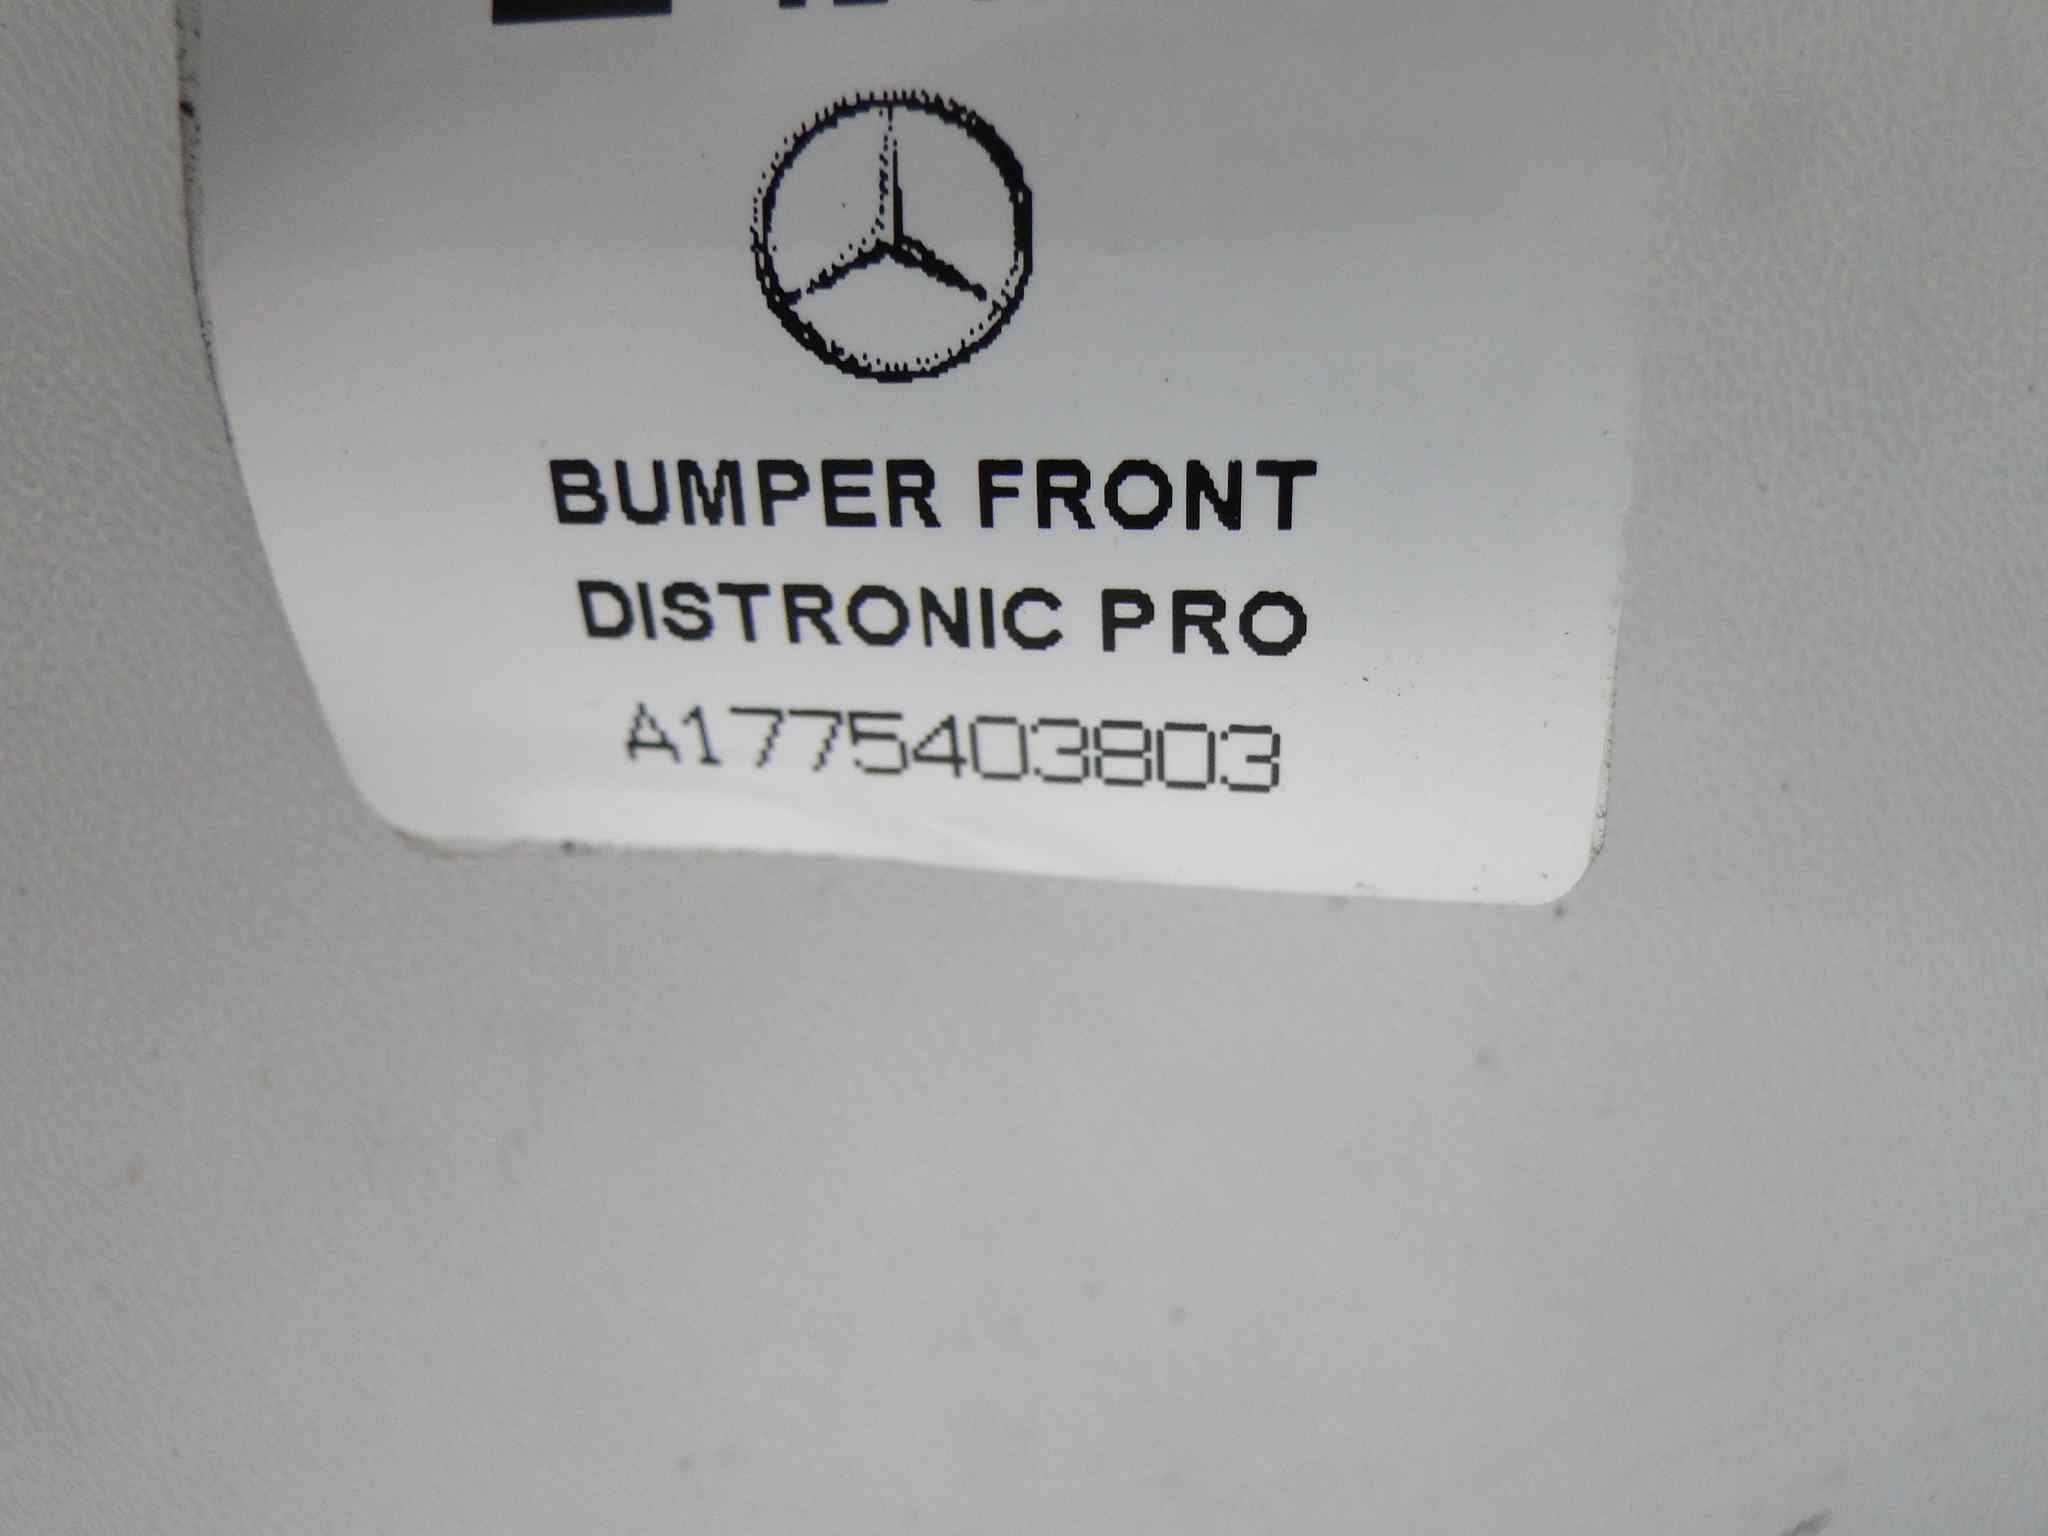 BUMPER FRONT
DISTRONIC PRO
A1775403803